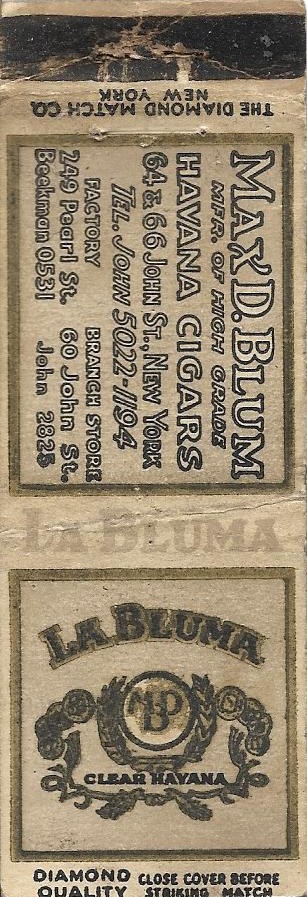 THE DIAMOND MATCH CO.
NEW YORK
MAX D. BLUM
MFR. OF HIGH GRADE
HAVANA CIGARS
64 & 66 JOHN ST., NEW YORK
TEL. JOHN 5022-1194
FACTORY BRANCH STORE
249 Pearl St. 60 John St.
Beekman 0531 John 2825
LA BLUMA
LA BLUMA
MBD
CLEAR HAVANA
DIAMOND QUALITY
CLOSE COVER BEFORE STRIKING MATCH